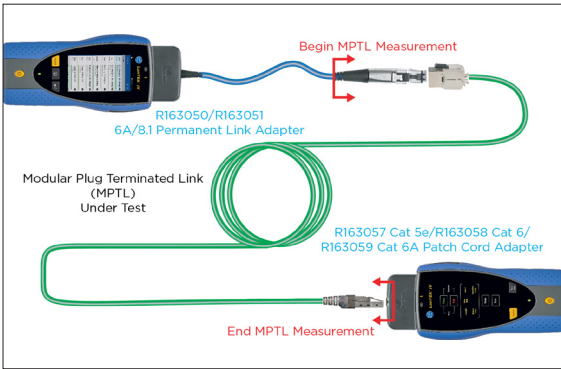 Begin MPTL Measurement
R163050/R163051
6A/8.1 Permanent Link Adapter
Modular Plug Terminated Link
(MPTL)
Under Test
R163057 Cat 5e/R163058 Cat 6/
R163059 Cat 6A Patch Cord Adapter
End MPTL Measurement